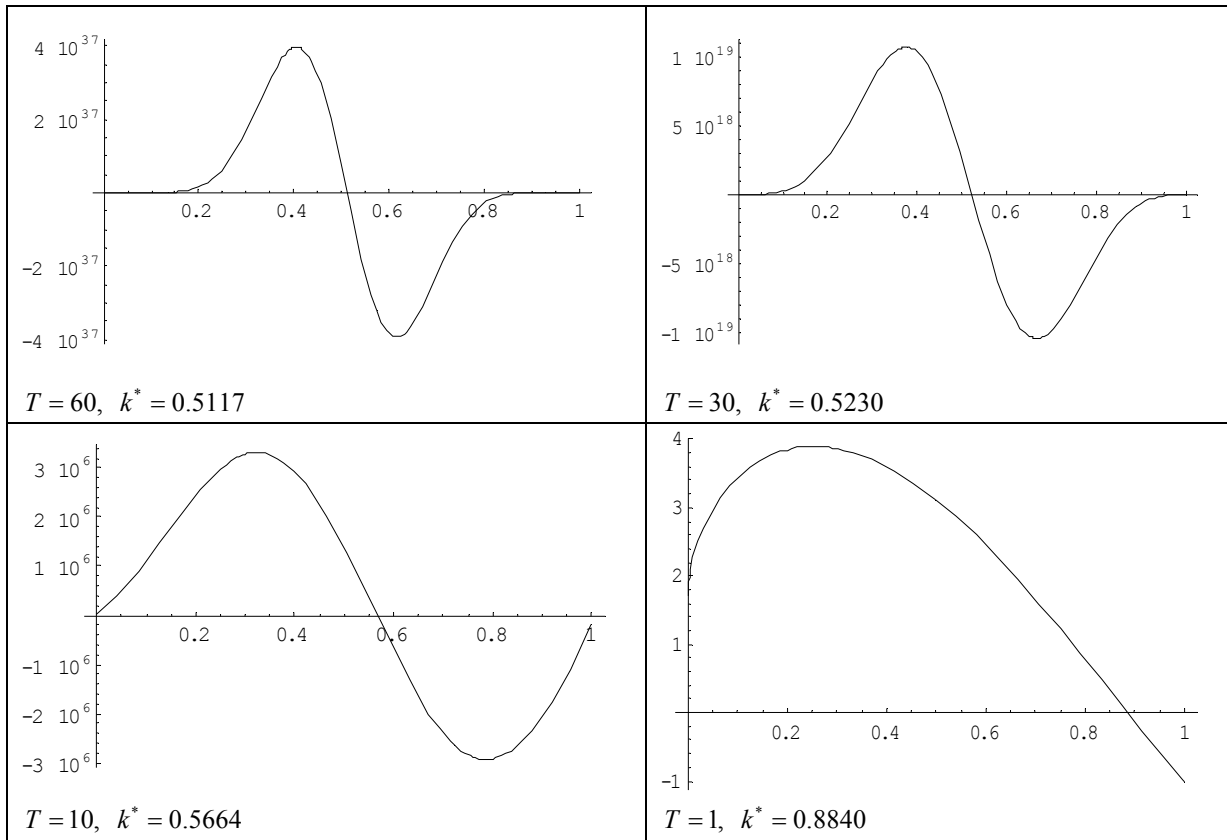 4 10^37
2 10^37
0.2 0.4 0.6 0.8 1
-2 10^37
-4 10^37
T = 60, k* = 0.5117
1 10^19
5 10^18
0.2 0.4 0.6 0.8 1
-5 10^18
-1 10^19
T = 30, k* = 0.5230
3 10^6
2 10^6
1 10^6
0.2 0.4 0.6 0.8 1
-1 10^6
-2 10^6
-3 10^6
T = 10, k* = 0.5664
4
3
2
1
0.2 0.4 0.6 0.8 1
-1
T = 1, k* = 0.8840